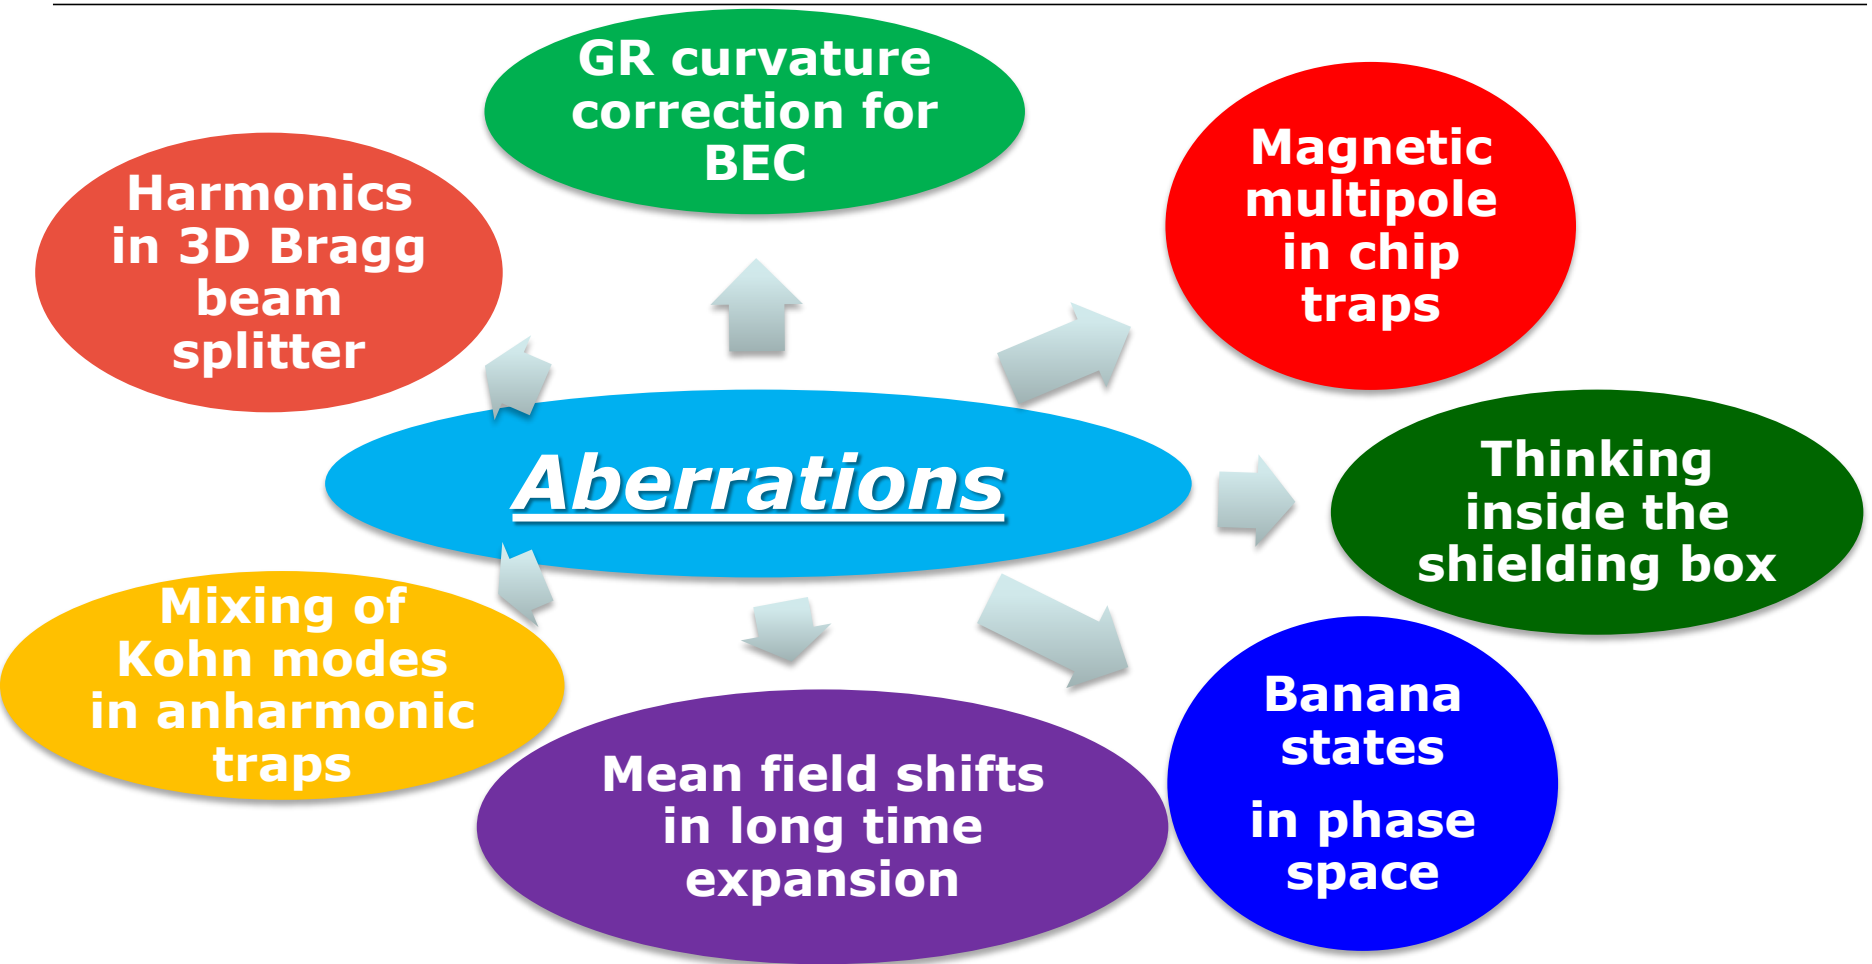 GR curvature
correction for
BEC
Harmonics
in 3D Bragg
beam
splitter
Magnetic
multipole
in chip
traps
Aberrations
Thinking
inside the
shielding box
Mixing of
Kohn modes
in anharmonic
traps
Mean field shifts
in long time
expansion
Banana
states
in phase
space